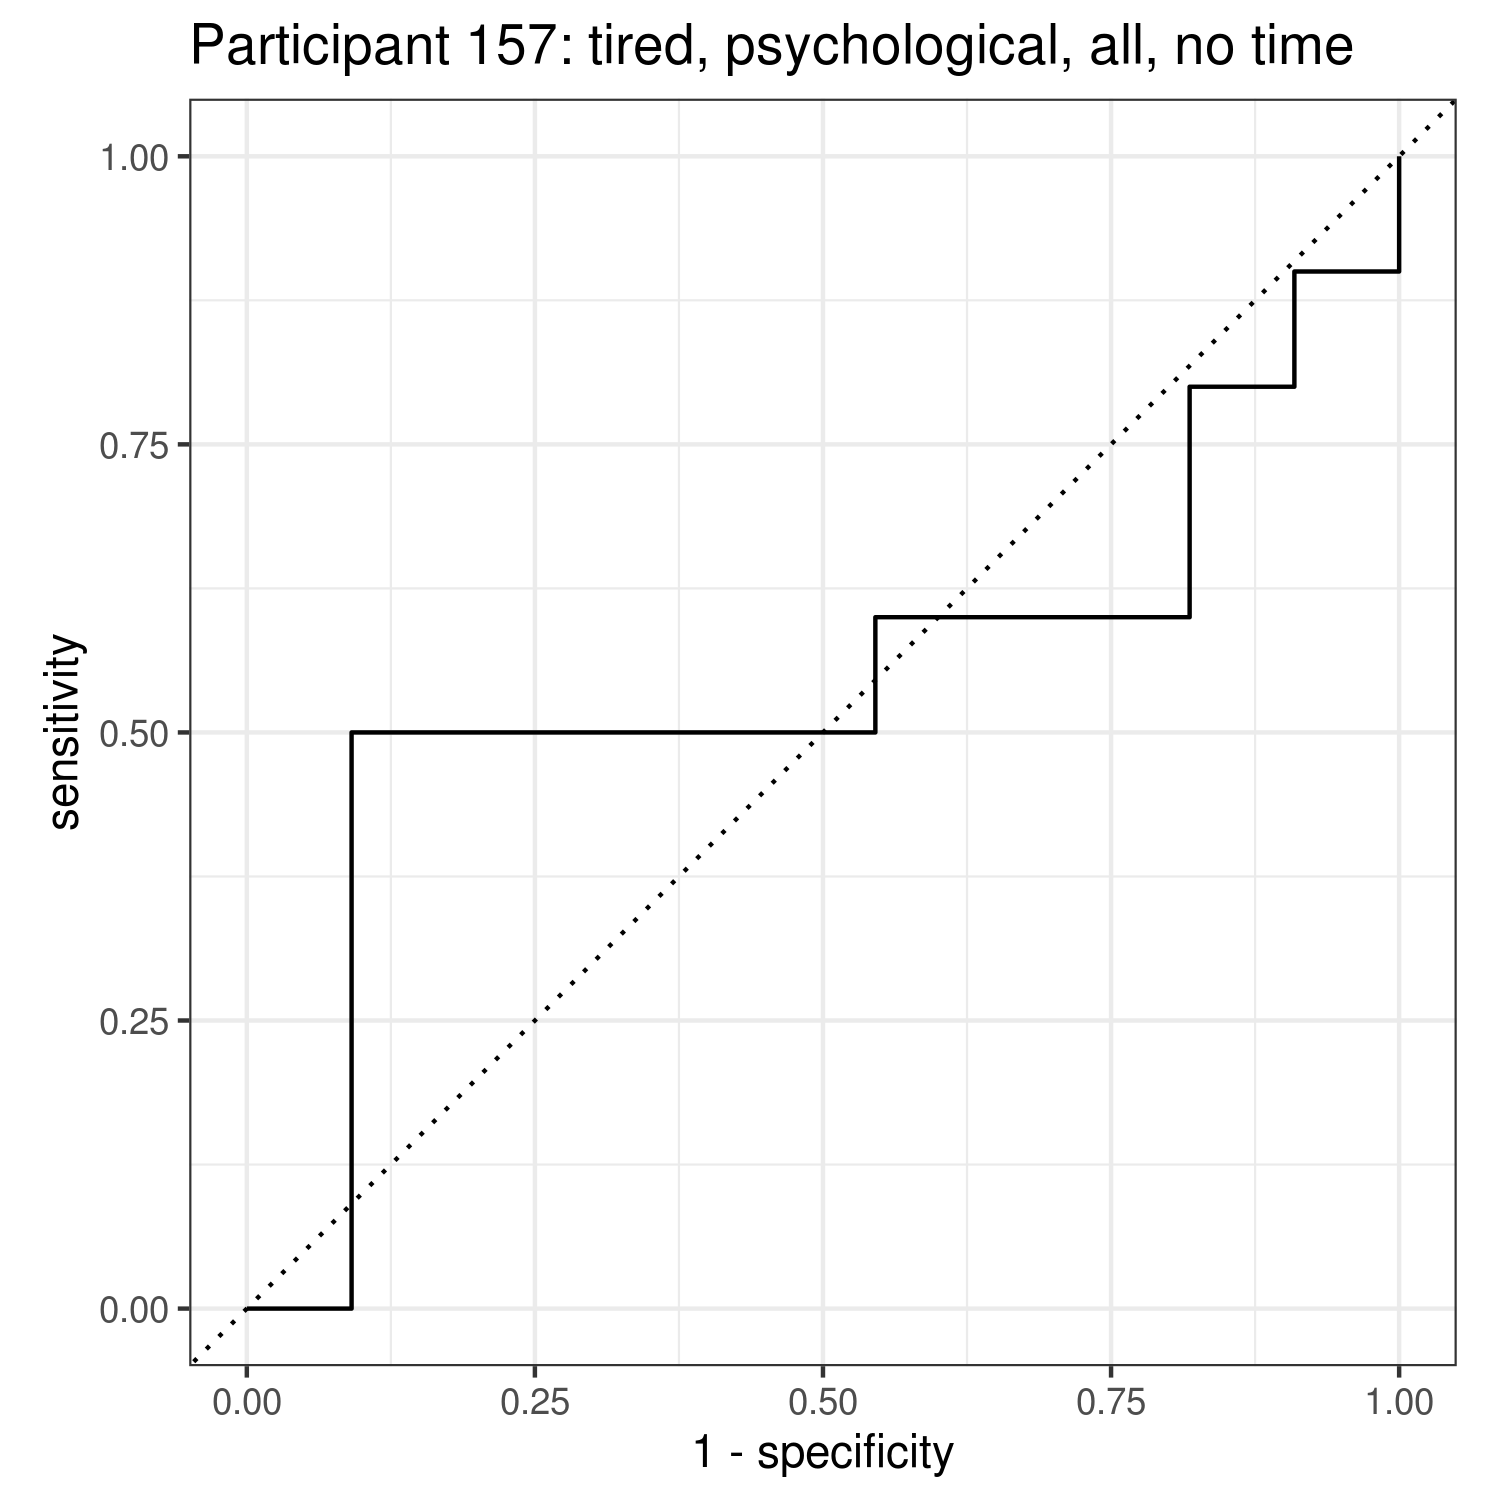 Participant 157: tired, psychological, all, no time
1.00
0.75
0.50
0.25
0.00
sensitivity
0.00 0.25 0.50 0.75 1.00
1 - specificity